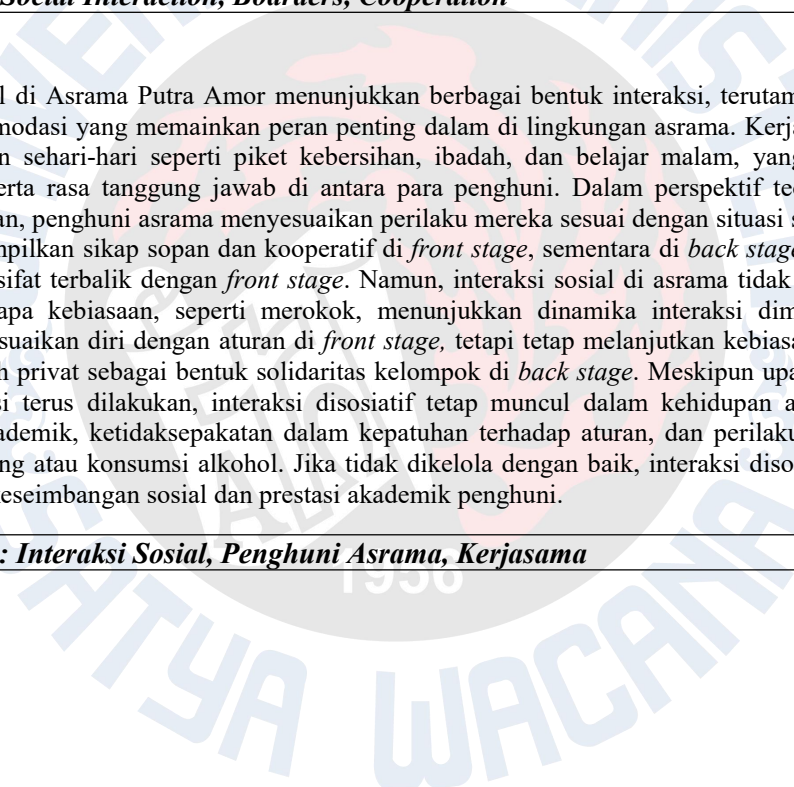 Social Interaction, Boarders, Cooperation
l di Asrama Putra Amor menunjukkan berbagai bentuk interaksi, terutam
modasi yang memainkan peran penting dalam di lingkungan asrama. Kerja
n sehari-hari seperti piket kebersihan, ibadah, dan belajar malam, yang
erta rasa tanggung jawab di antara para penghuni. Dalam perspektif teo
an, penghuni asrama menyesuaikan perilaku mereka sesuai dengan situasi s
mpilkan sikap sopan dan kooperatif di front stage, sementara di back stage
sifat terbalik dengan front stage. Namun, interaksi sosial di asrama tidak
apa kebiasaan, seperti merokok, menunjukkan dinamika interaksi dim
suaikan diri dengan aturan di front stage, tetapi tetap melanjutkan kebiasa
h privat sebagai bentuk solidaritas kelompok di back stage. Meskipun upa
si terus dilakukan, interaksi disosiatif tetap muncul dalam kehidupan a
ademik, ketidaksepakatan dalam kepatuhan terhadap aturan, dan perilaku
ng atau konsumsi alkohol. Jika tidak dikelola dengan baik, interaksi diso
eseimbangan sosial dan prestasi akademik penghuni.
: Interaksi Sosial, Penghuni Asrama, Kerjasama
1956
SATYA WACANA